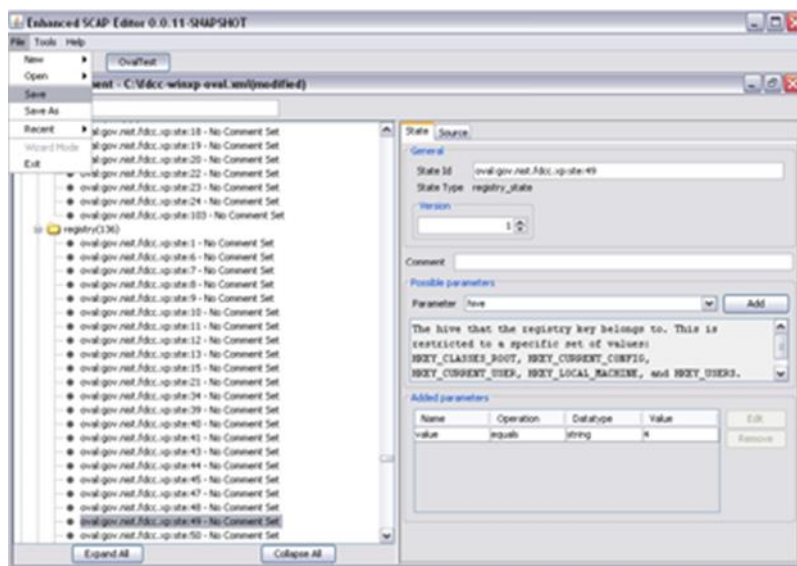 Enhanced SCAP Editor 0.0.11-SNAPSHOT
File Tools Help
New
Open
Save
Save As
Recent
Wizard Mode
Exit
OvalTest
ment - C:\fdcc-winxp-oval.xml(modified)
oval:gov.nist.fdcc.xp:ste:18 - No Comment Set
oval:gov.nist.fdcc.xp:ste:19 - No Comment Set
oval:gov.nist.fdcc.xp:ste:20 - No Comment Set
oval:gov.nist.fdcc.xp:ste:22 - No Comment Set
oval:gov.nist.fdcc.xp:ste:23 - No Comment Set
oval:gov.nist.fdcc.xp:ste:24 - No Comment Set
oval:gov.nist.fdcc.xp:ste:103 - No Comment Set
registry(136)
oval:gov.nist.fdcc.xp:ste:1 - No Comment Set
oval:gov.nist.fdcc.xp:ste:6 - No Comment Set
oval:gov.nist.fdcc.xp:ste:7 - No Comment Set
oval:gov.nist.fdcc.xp:ste:8 - No Comment Set
oval:gov.nist.fdcc.xp:ste:9 - No Comment Set
oval:gov.nist.fdcc.xp:ste:10 - No Comment Set
oval:gov.nist.fdcc.xp:ste:11 - No Comment Set
oval:gov.nist.fdcc.xp:ste:12 - No Comment Set
oval:gov.nist.fdcc.xp:ste:13 - No Comment Set
oval:gov.nist.fdcc.xp:ste:15 - No Comment Set
oval:gov.nist.fdcc.xp:ste:21 - No Comment Set
oval:gov.nist.fdcc.xp:ste:34 - No Comment Set
oval:gov.nist.fdcc.xp:ste:39 - No Comment Set
oval:gov.nist.fdcc.xp:ste:40 - No Comment Set
oval:gov.nist.fdcc.xp:ste:41 - No Comment Set
oval:gov.nist.fdcc.xp:ste:43 - No Comment Set
oval:gov.nist.fdcc.xp:ste:44 - No Comment Set
oval:gov.nist.fdcc.xp:ste:45 - No Comment Set
oval:gov.nist.fdcc.xp:ste:47 - No Comment Set
oval:gov.nist.fdcc.xp:ste:48 - No Comment Set
oval:gov.nist.fdcc.xp:ste:49 - No Comment Set
oval:gov.nist.fdcc.xp:ste:50 - No Comment Set
Expand All Collapse All
State Source
General
State Id oval:gov.nist.fdcc.xp:ste:49
State Type registry_state
Version
1
Comment
Possible parameters
Parameter hive Add
The hive that the registry key belongs to. This is
restricted to a specific set of values:
HKEY_CLASSES_ROOT, HKEY_CURRENT_CONFIG,
HKEY_CURRENT_USER, HKEY_LOCAL_MACHINE, and HKEY_USERS.
Added parameters
Name Operation Datatype Value Edit
value equals string 4 Remove